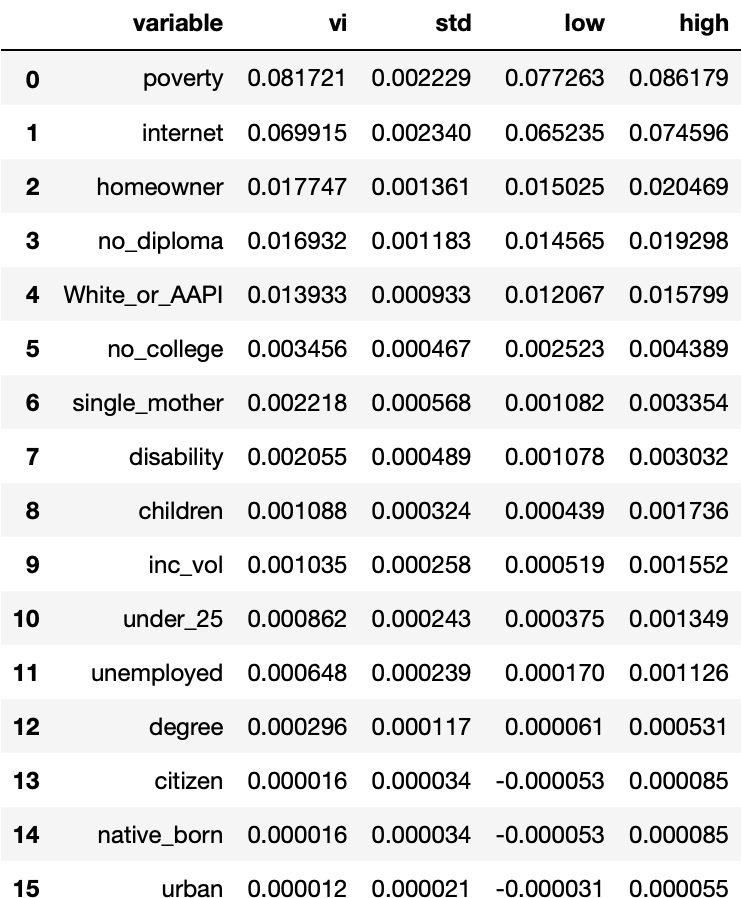 variable vi std low high
0 poverty 0.081721 0.002229 0.077263 0.086179
1 internet 0.069915 0.002340 0.065235 0.074596
2 homeowner 0.017747 0.001361 0.015025 0.020469
3 no_diploma 0.016932 0.001183 0.014565 0.019298
4 White_or_AAPI 0.013933 0.000933 0.012067 0.015799
5 no_college 0.003456 0.000467 0.002523 0.004389
6 single_mother 0.002218 0.000568 0.001082 0.003354
7 disability 0.002055 0.000489 0.001078 0.003032
8 children 0.001088 0.000324 0.000439 0.001736
9 inc_vol 0.001035 0.000258 0.000519 0.001552
10 under_25 0.000862 0.000243 0.000375 0.001349
11 unemployed 0.000648 0.000239 0.000170 0.001126
12 degree 0.000296 0.000117 0.000061 0.000531
13 citizen 0.000016 0.000034 -0.000053 0.000085
14 native_born 0.000016 0.000034 -0.000053 0.000085
15 urban 0.000012 0.000021 -0.000031 0.000055